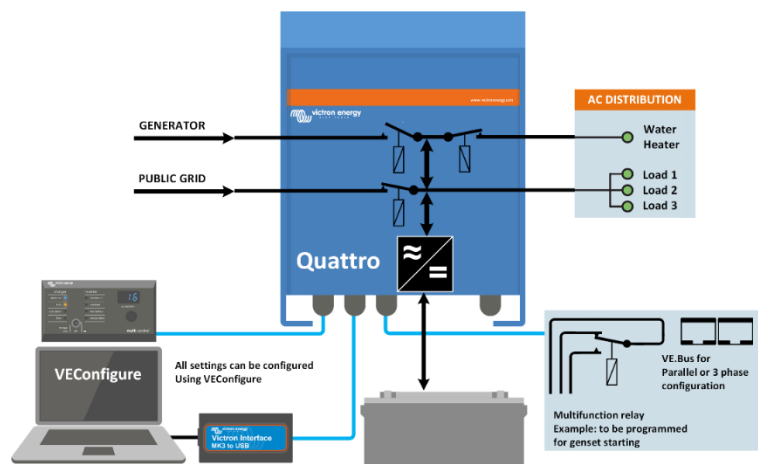 www.victronenergy.com
victron energy
GENERATOR
PUBLIC GRID
AC DISTRIBUTION
Water
Heater
Load 1
Load 2
Load 3
Quattro
16
VEConfigure
All settings can be configured
Using VEConfigure
Victron Interface
MK3 to USB
VE.Bus for
Parallel or 3 phase
configuration
Multifunction relay
Example: to be programmed
for genset starting